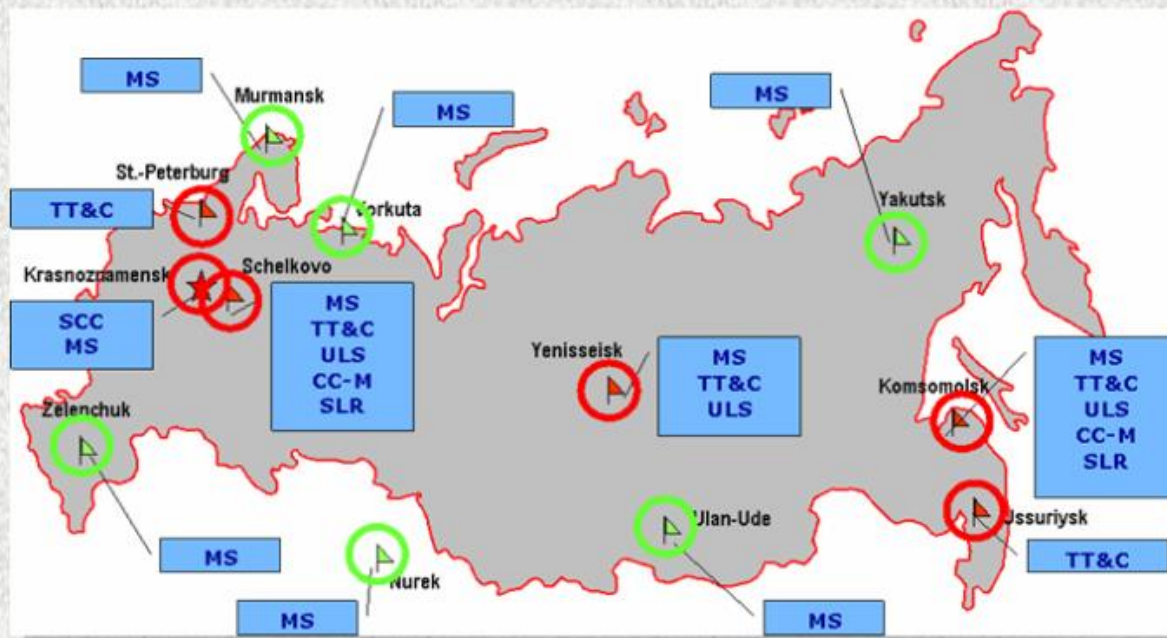 MS
Murmansk
MS
MS
St.-Peterburg
TT&C
Vorkuta
Yakutsk
Krasnoznamensk
Schelkovo
SCC
MS
MS
TT&C
ULS
CC-M
SLR
Yenisseisk
MS
TT&C
ULS
Komsomolsk
MS
TT&C
ULS
CC-M
SLR
Zelenchuk
MS
Nurek
MS
Ulan-Ude
MS
Ussuriysk
TT&C